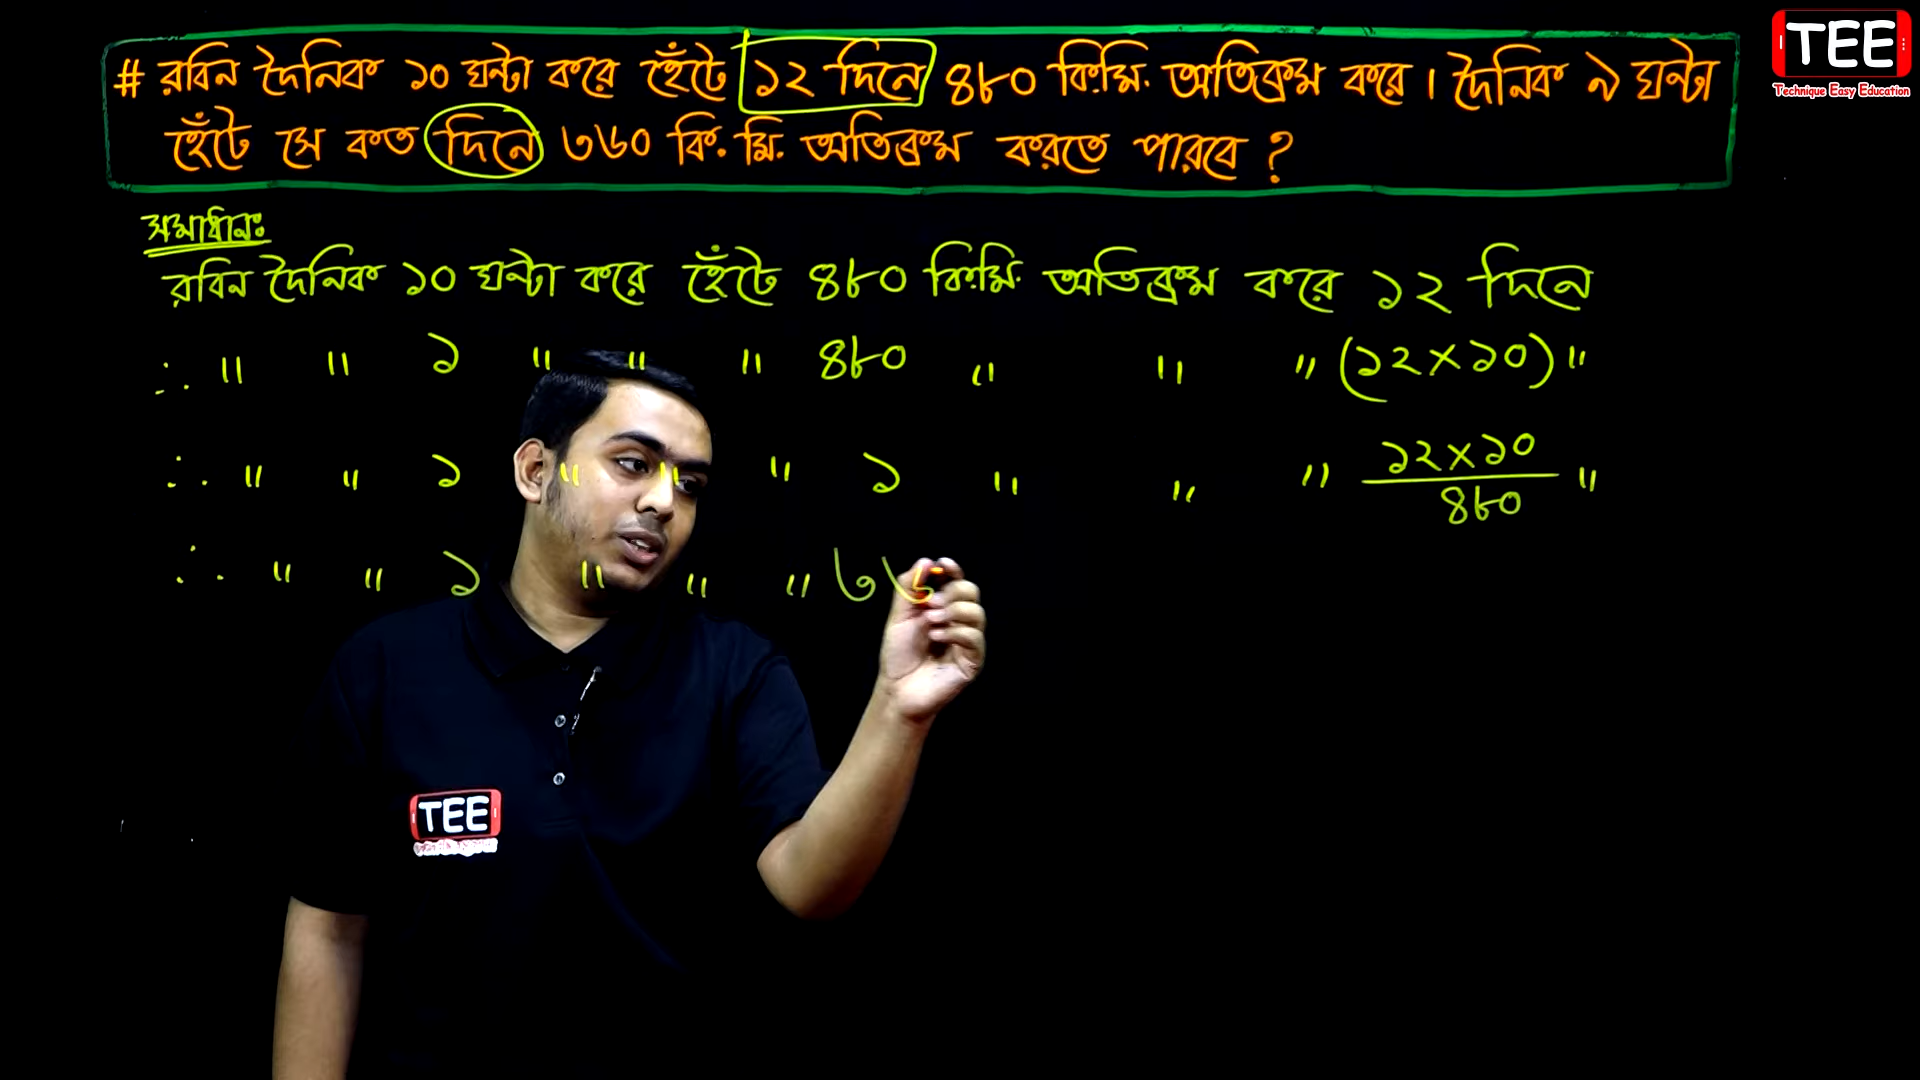 # রবিন দৈনিক ১০ ঘন্টা করে হেঁটে ১২ দিনে ৪৮০ কি.মি. অতিক্রম করে। দৈনিক ৯ ঘন্টা
হেঁটে সে কত দিনে ৩৬০ কি.মি. অতিক্রম করতে পারবে ?
TEE
Technique Easy Education
সমাধানঃ
রবিন দৈনিক ১০ ঘন্টা করে হেঁটে ৪৮০ কি.মি. অতিক্রম করে ১২ দিনে
∴ " " ১ " " " ৪৮০ " " " (১২×১০) "
∴ " " ১ " " " ১ " " " ১২×১০/৪৮০ "
∴ " " ১ " " " ৩৬
TEE